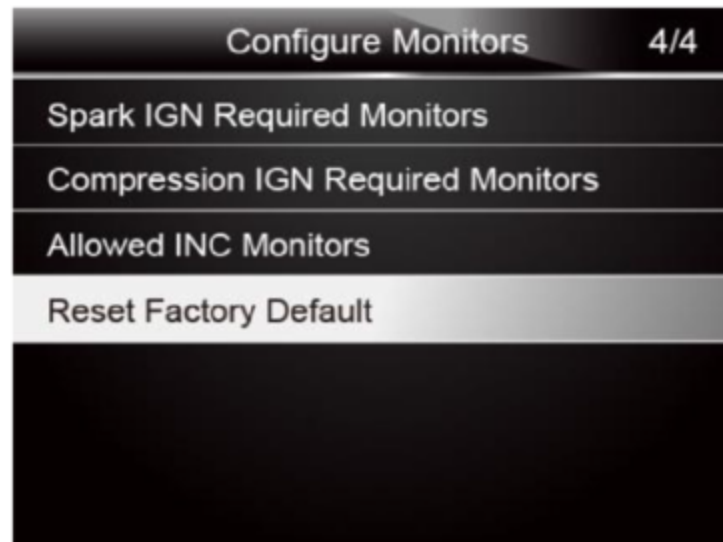 Configure Monitors 4/4
Spark IGN Required Monitors
Compression IGN Required Monitors
Allowed INC Monitors
Reset Factory Default